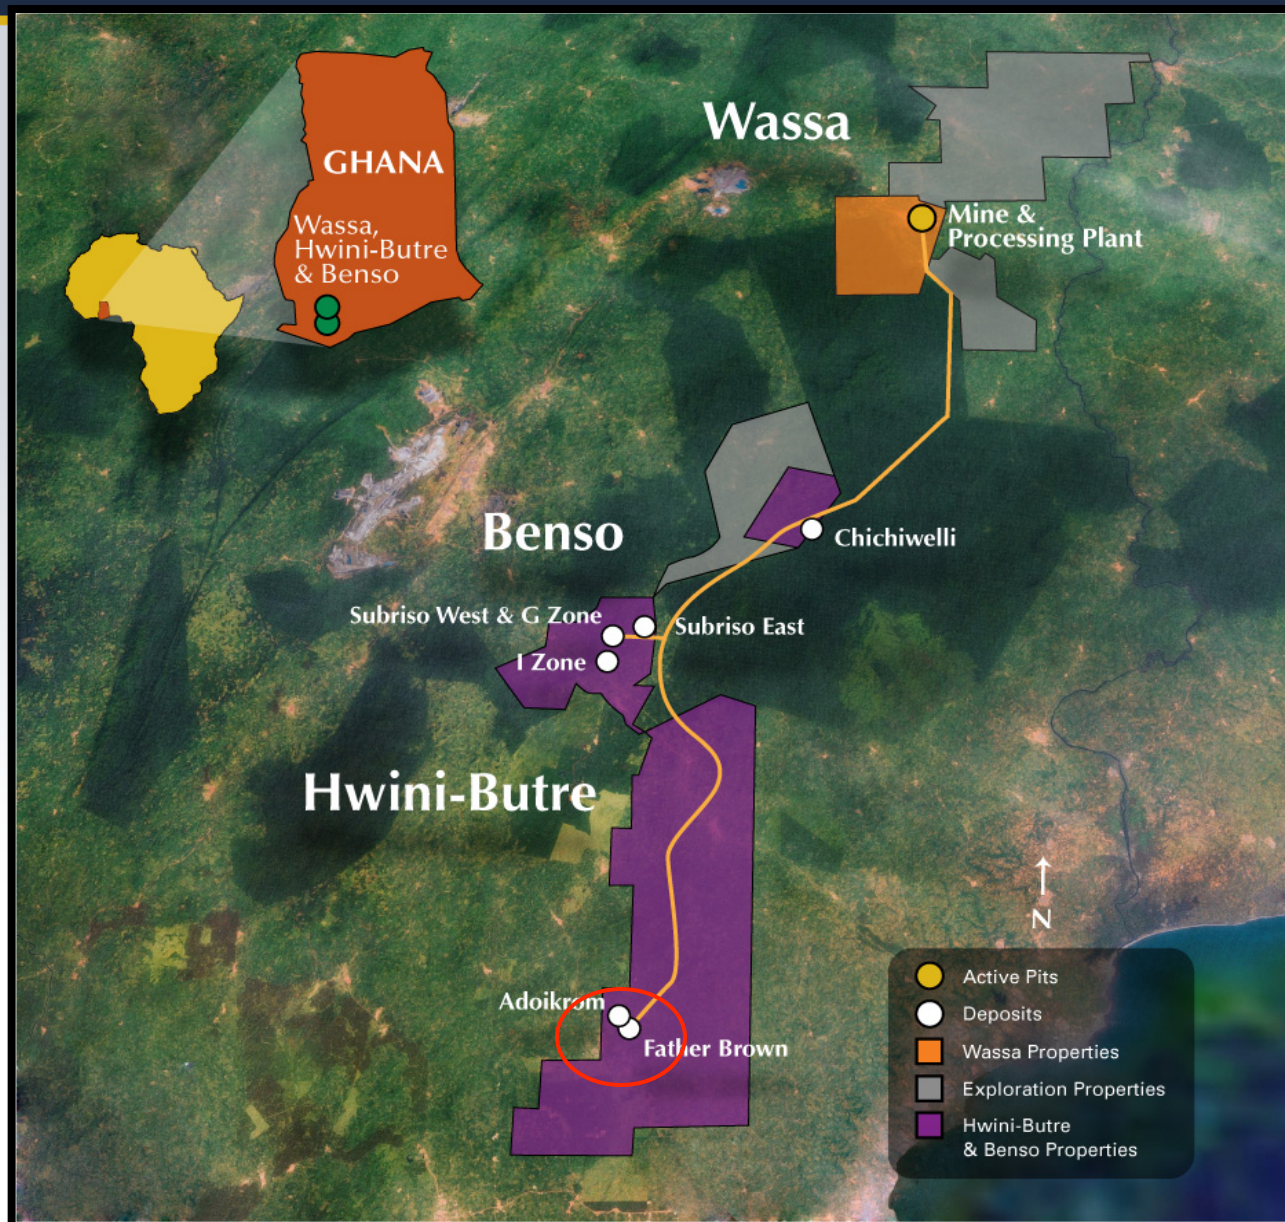 Wassa
GHANA
Wassa,
Hwini-Butre
& Benso
Mine &
Processing Plant
Benso
Chichiwelli
Subriso West & G Zone
Subriso East
I Zone
Hwini-Butre
N
Adoikrom
Father Brown
Active Pits
Deposits
Wassa Properties
Exploration Properties
Hwini-Butre
& Benso Properties